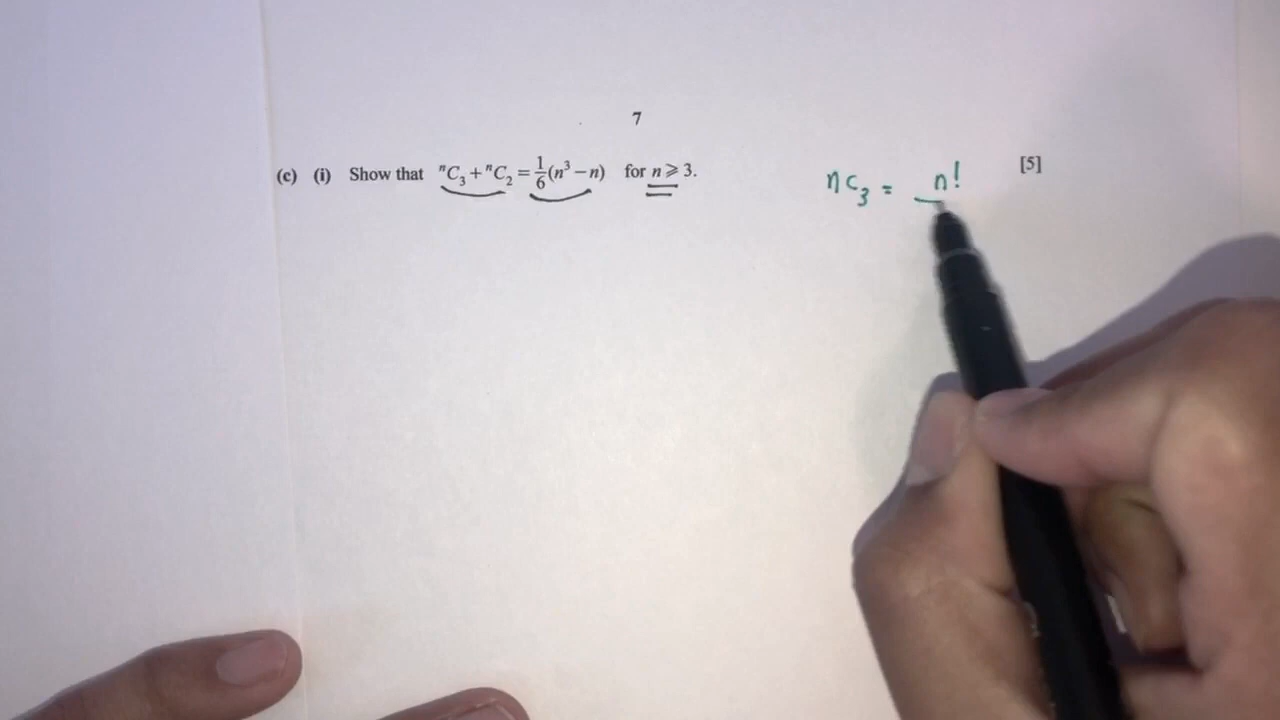 7
(c) (i) Show that ⁿC₃ + ⁿC₂ = 1/6(n³ − n) for n ⩾ 3. [5]
nC₃ = n!